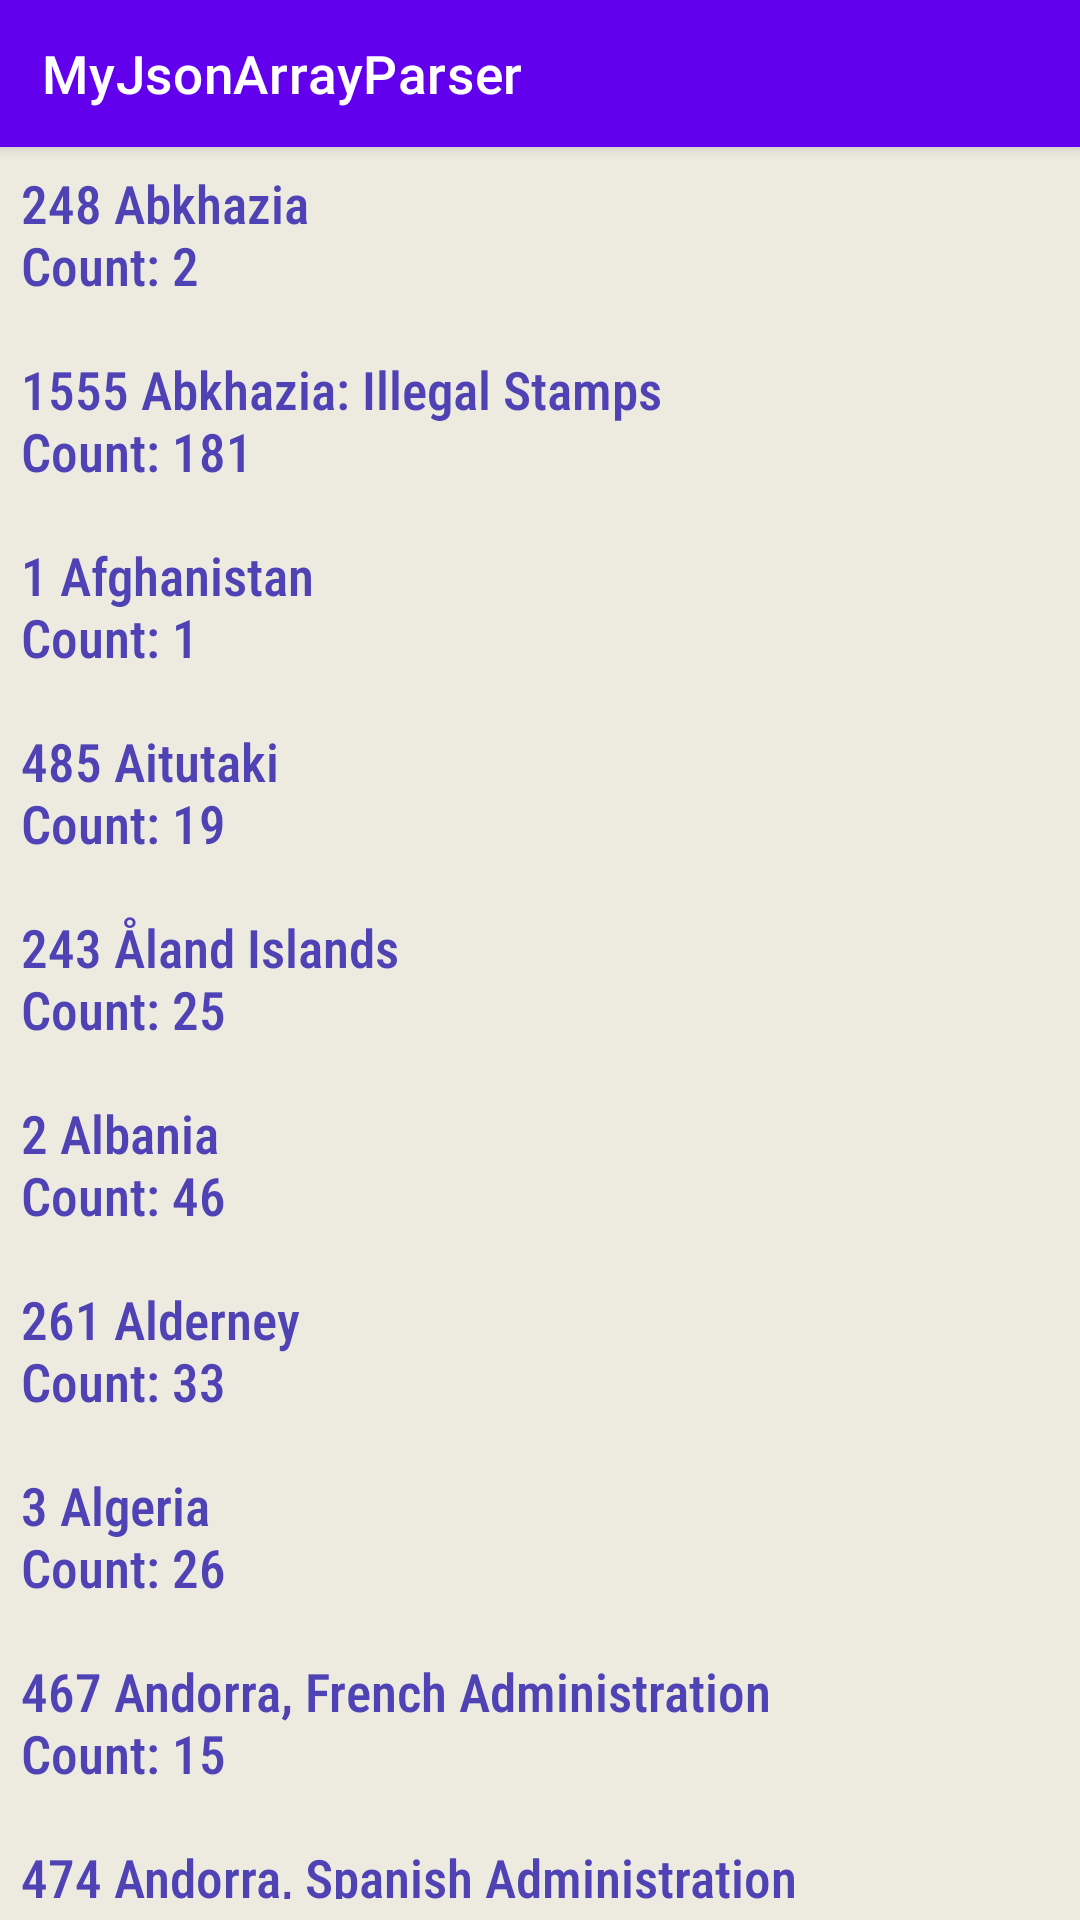 MyJsonArrayParser
248 Abkhazia
Count: 2
1555 Abkhazia: Illegal Stamps
Count: 181
1 Afghanistan
Count: 1
485 Aitutaki
Count: 19
243 Åland Islands
Count: 25
2 Albania
Count: 46
261 Alderney
Count: 33
3 Algeria
Count: 26
467 Andorra, French Administration
Count: 15
474 Andorra, Spanish Administration